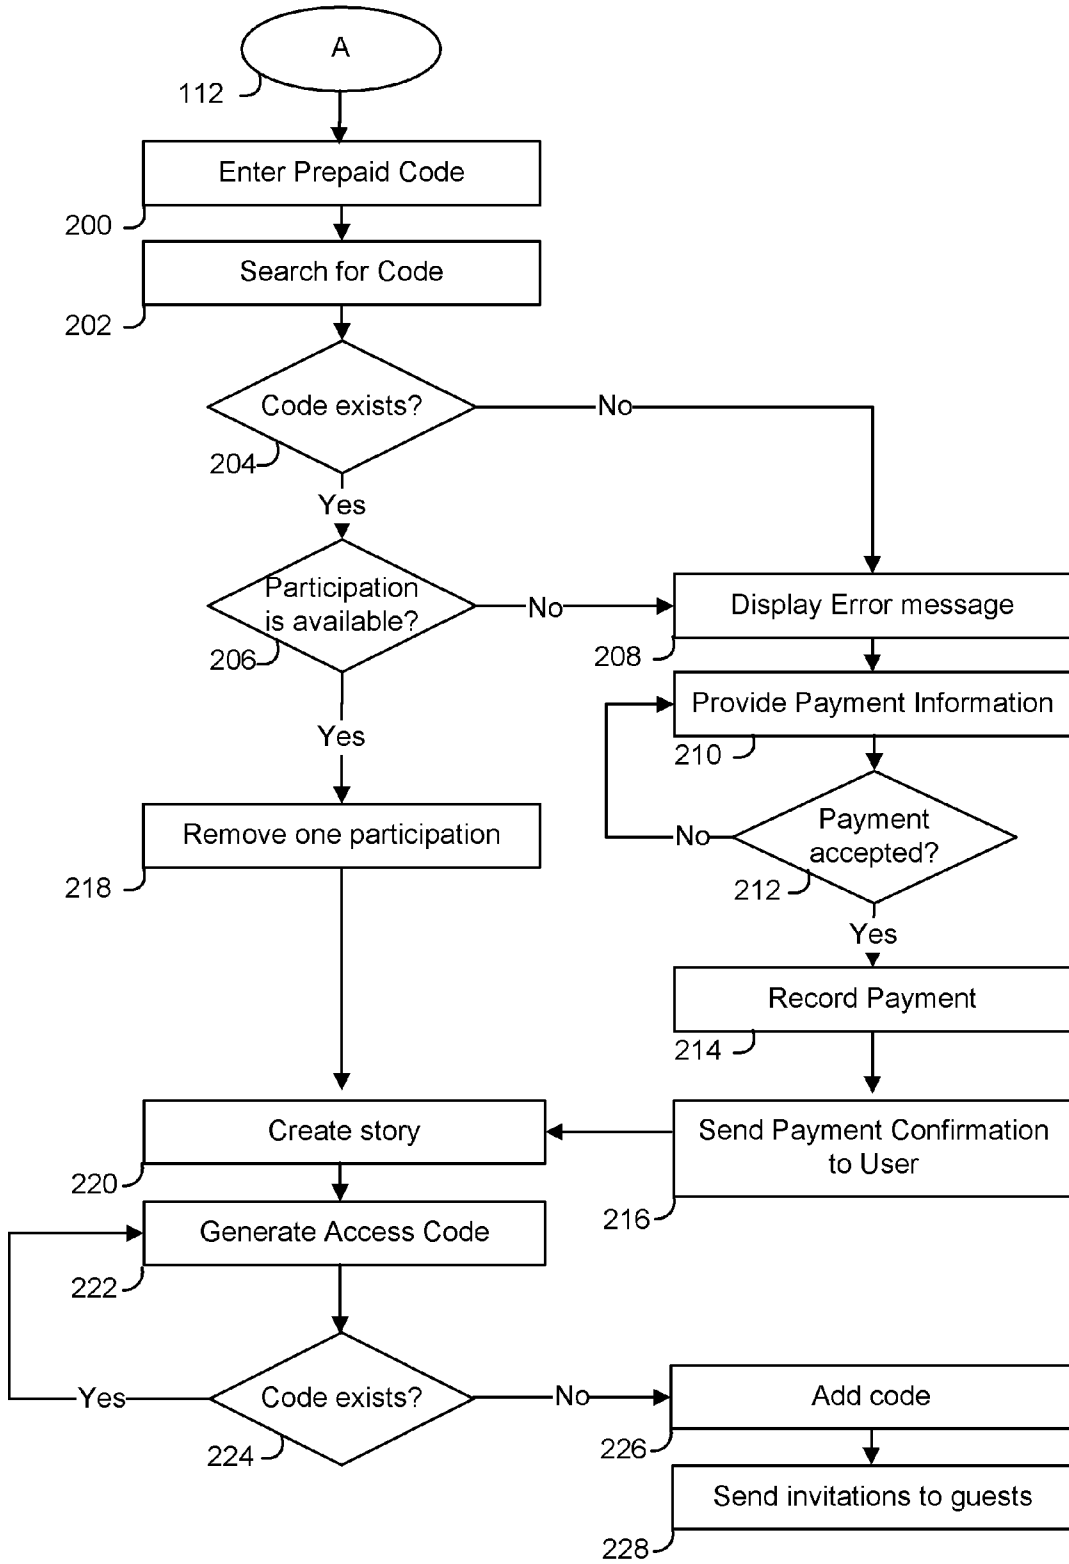 A
112
Enter Prepaid Code
200
Search for Code
202
Code exists?
No
204
Yes
Participation
is available?
No
206
Display Error message
208
Provide Payment Information
210
Yes
Payment
accepted?
No
212
Remove one participation
218
Yes
Record Payment
214
Create story
220
Send Payment Confirmation
to User
216
Generate Access Code
222
Code exists?
Yes
No
224
Add code
226
Send invitations to guests
228